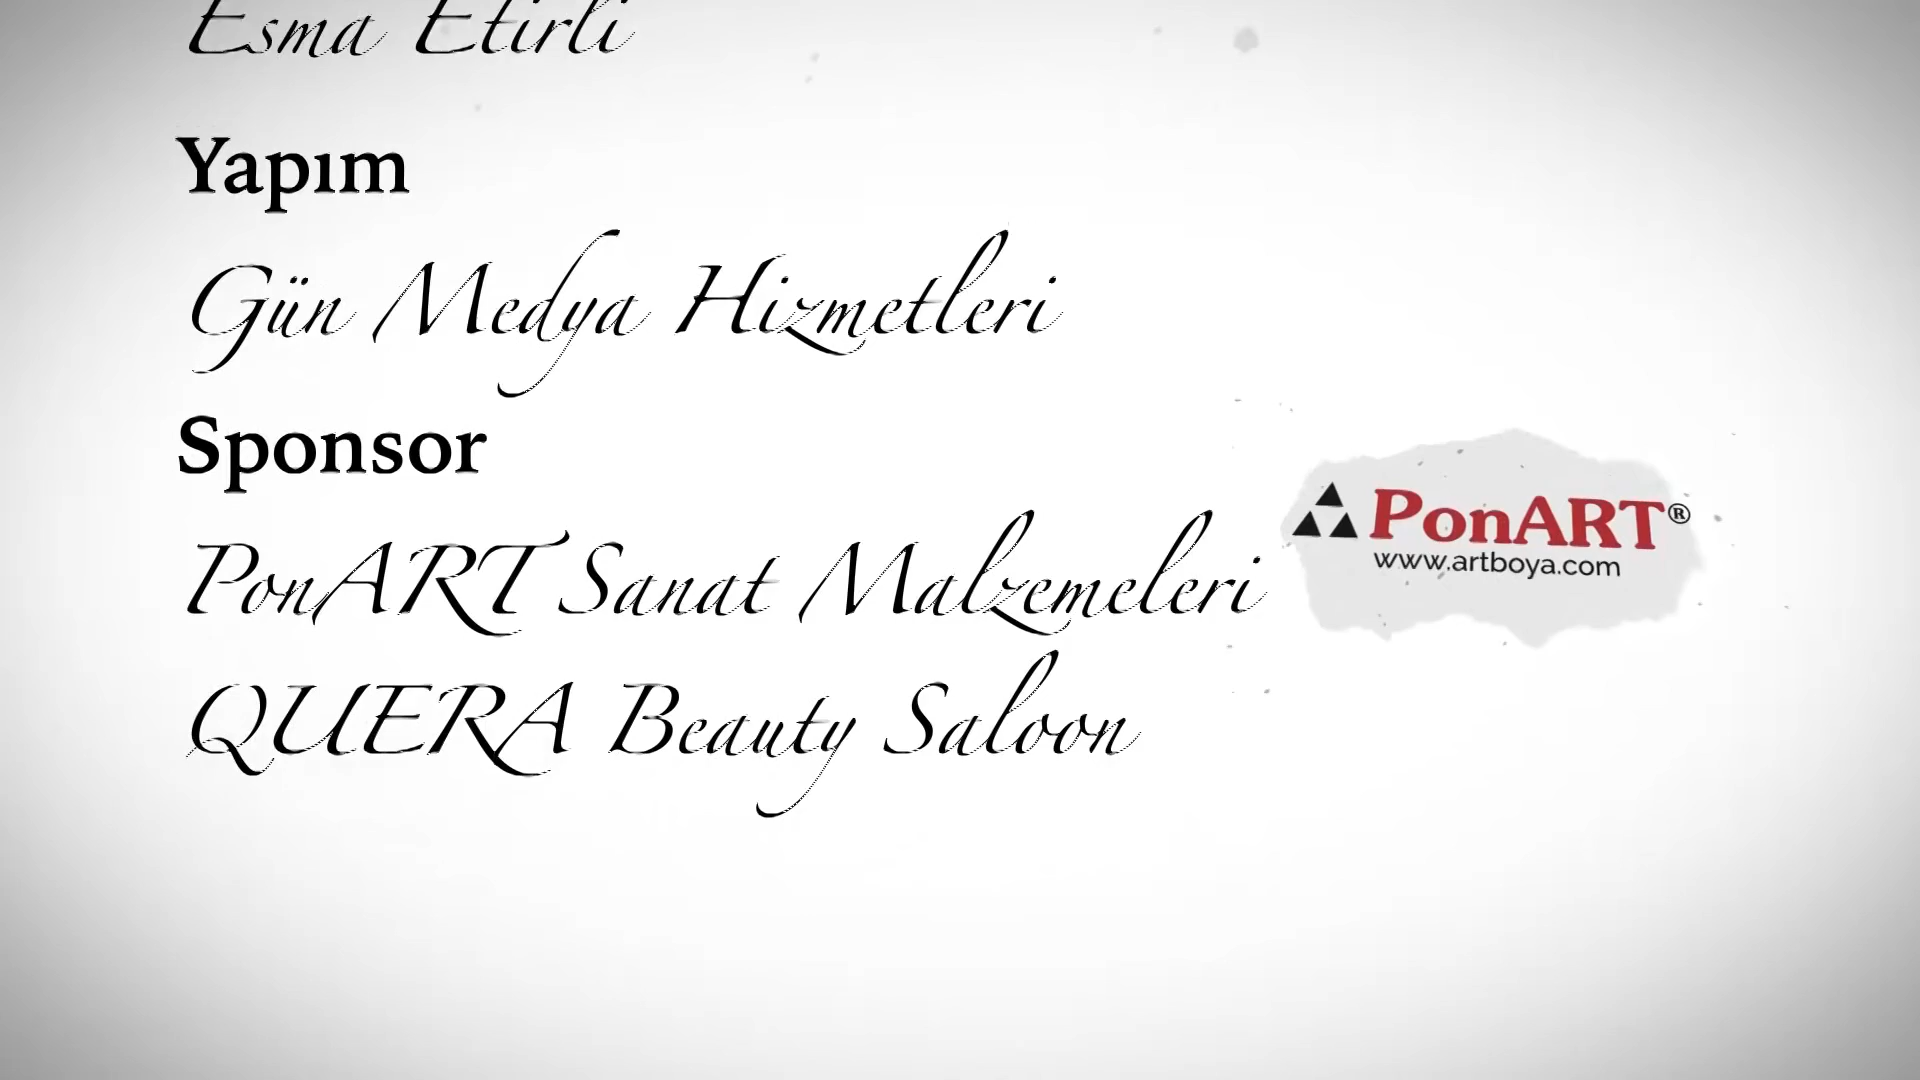 Esma Etirli
Yapım
Gün Medya Hizmetleri
Sponsor
PonART Sanat Malzemeleri
PonART®
www.artboya.com
QUERA Beauty Saloon